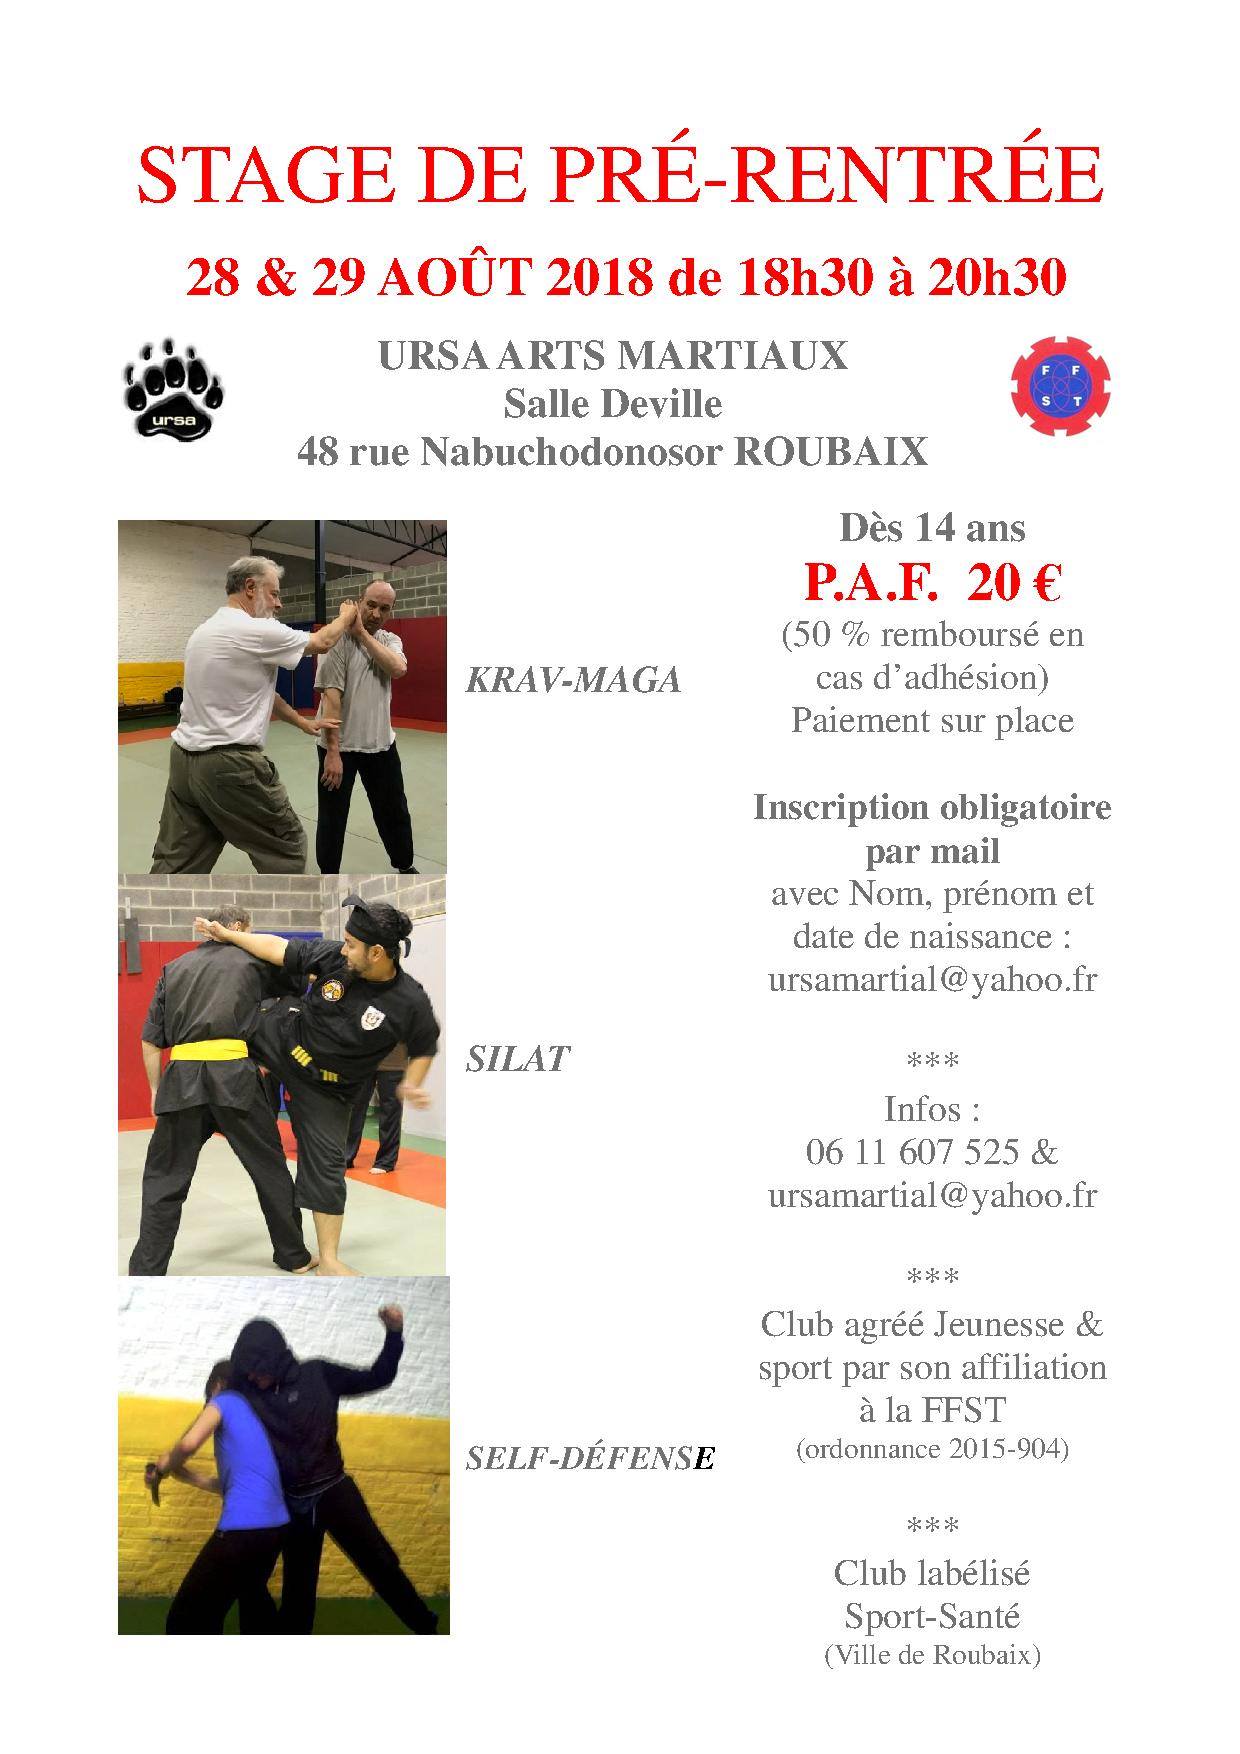 STAGE DE PRÉ-RENTRÉE
28 & 29 AOÛT 2018 de 18h30 à 20h30
URSA ARTS MARTIAUX
Salle Deville
48 rue Nabuchodonosor ROUBAIX
ursa
F F
S T
Dès 14 ans
P.A.F. 20 €
(50 % remboursé en
cas d’adhésion)
Paiement sur place
KRAV-MAGA
Inscription obligatoire
par mail
avec Nom, prénom et
date de naissance :
ursamartial@yahoo.fr
SILAT
***
Infos :
06 11 607 525 &
ursamartial@yahoo.fr
***
Club agréé Jeunesse &
sport par son affiliation
à la FFST
(ordonnance 2015-904)
SELF-DÉFENSE
***
Club labélisé
Sport-Santé
(Ville de Roubaix)